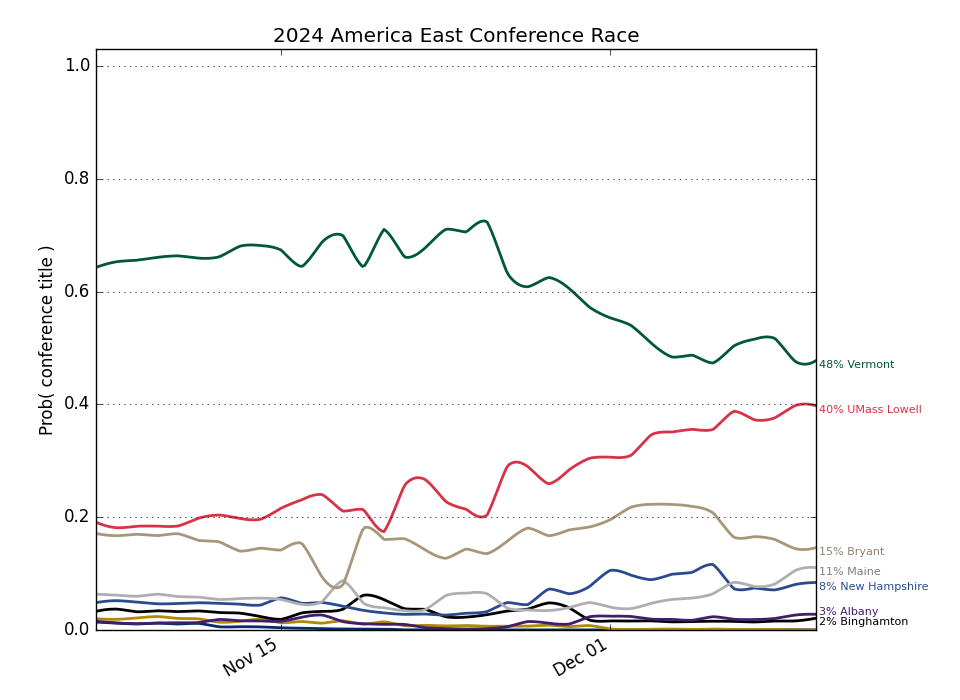 2024 America East Conference Race
Prob( conference title )
1.0
0.8
0.6
0.4
0.2
0.0
Nov 15
Dec 01
48% Vermont
40% UMass Lowell
15% Bryant
11% Maine
8% New Hampshire
3% Albany
2% Binghamton